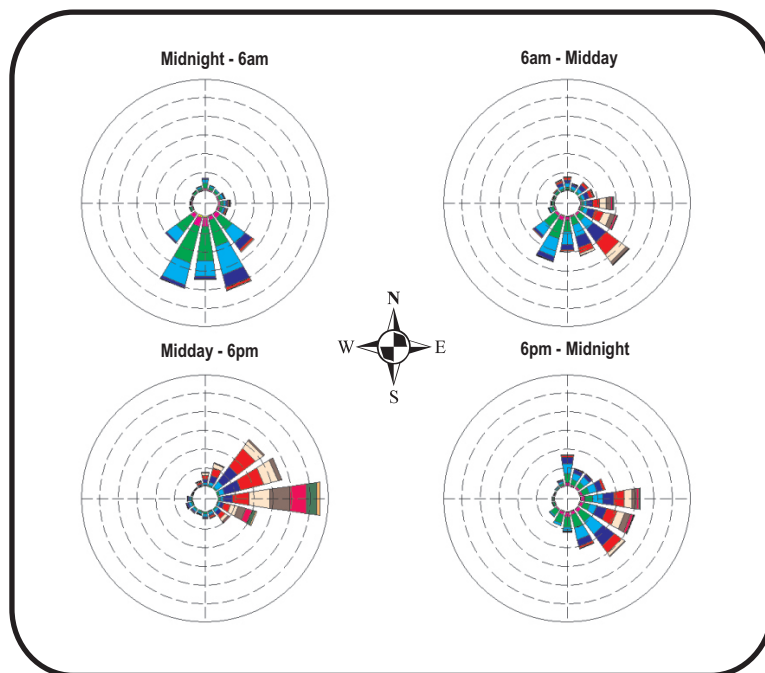 Midnight - 6am
6am - Midday
N
W
E
S
Midday - 6pm
6pm - Midnight